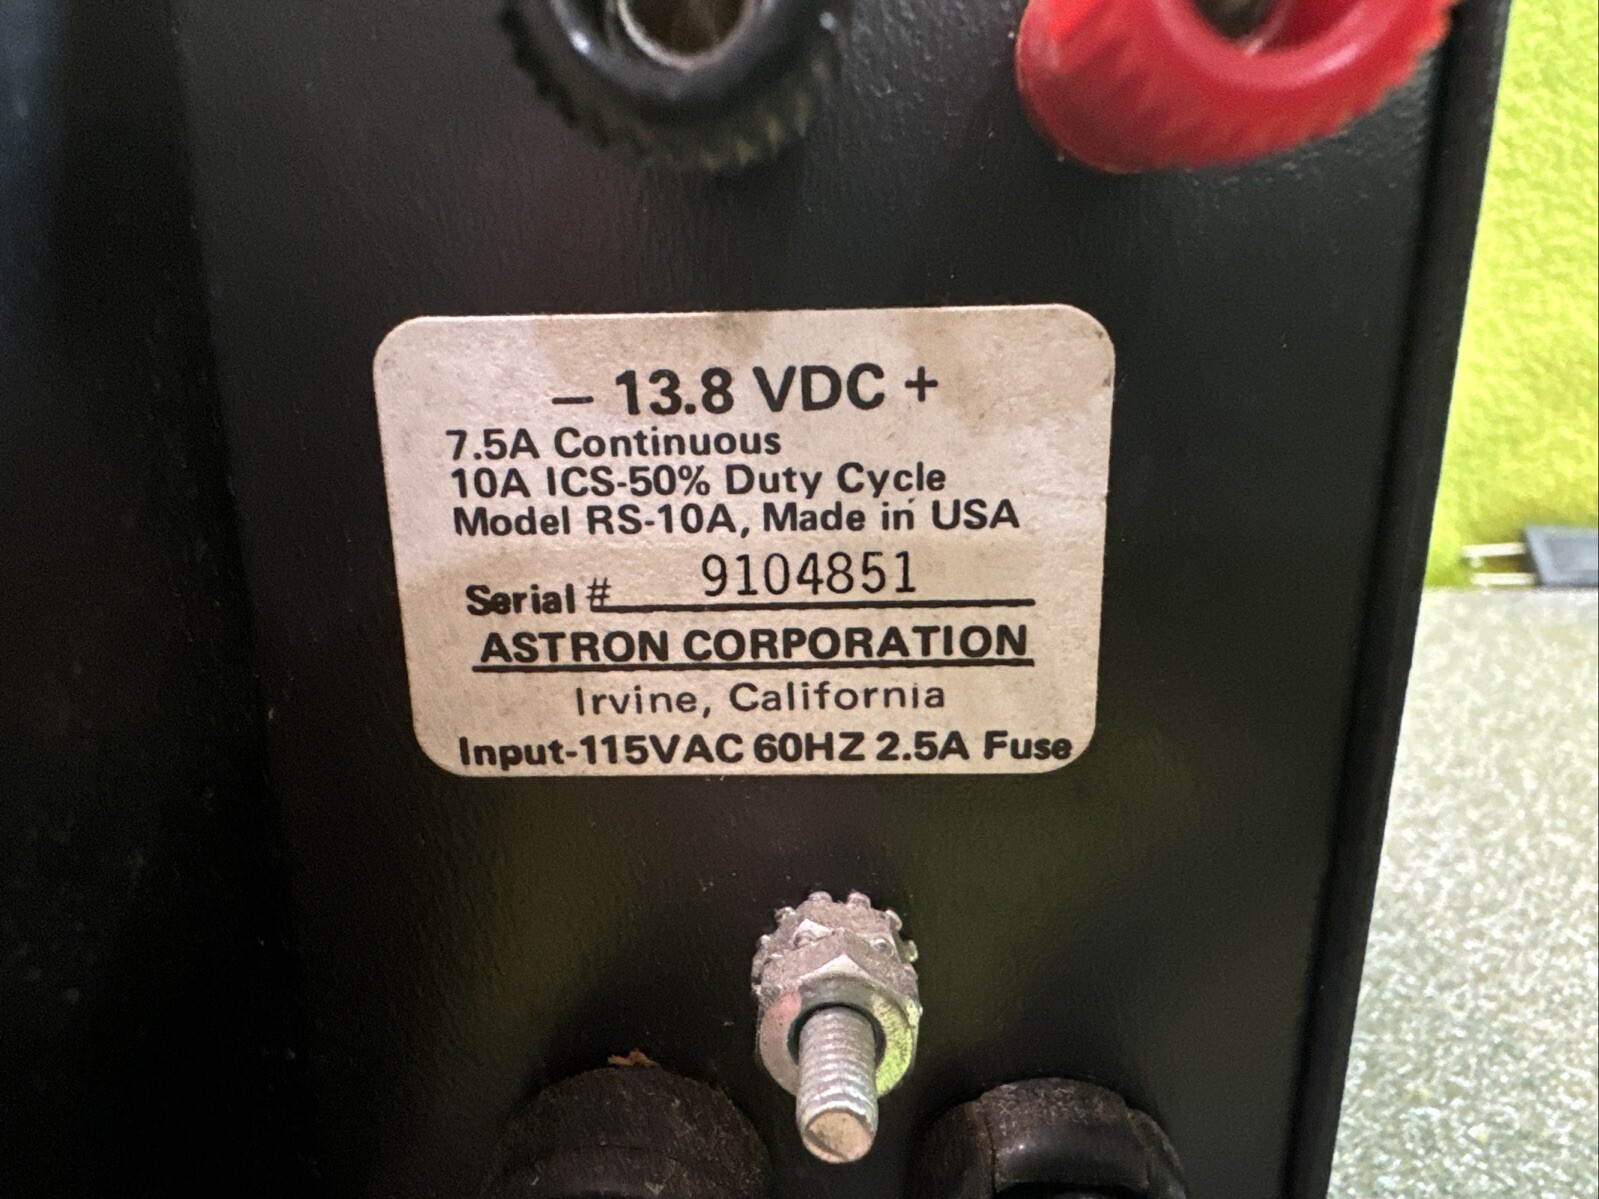 — 13.8 VDC +
7.5A Continuous
10A ICS-50% Duty Cycle
Model RS-10A, Made in USA
Serial # 9104851
ASTRON CORPORATION
Irvine, California
Input-115VAC 60HZ 2.5A Fuse